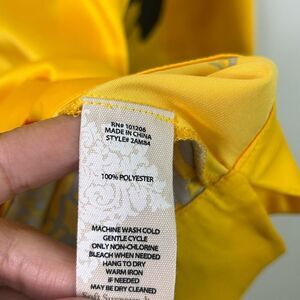 RN# 101206
MADE IN CHINA
STYLE# 2AM84
100% POLYESTER
MACHINE WASH COLD
GENTLE CYCLE
ONLY NON-CHLORINE
BLEACH WHEN NEEDED
HANG TO DRY
WARM IRON
IF NEEDED
MAY BE DRY CLEANED